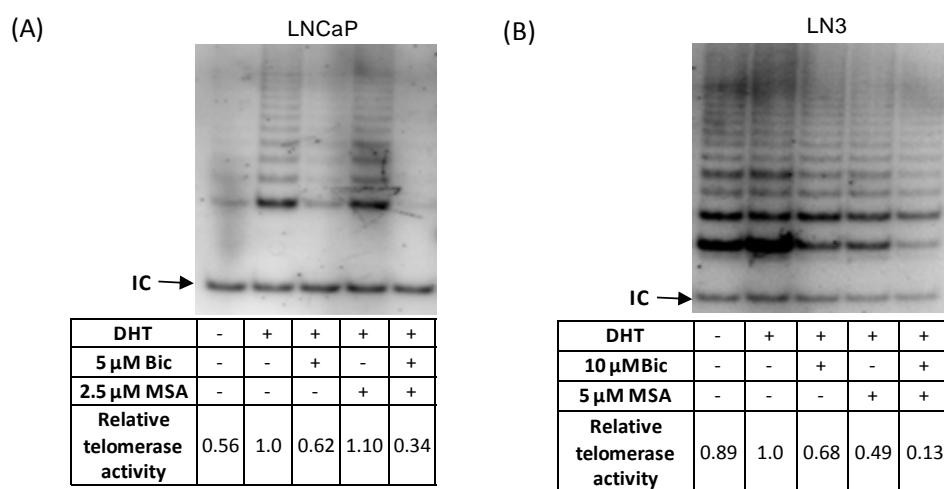 (A)
LNCaP
IC
DHT - + + + +
5 µM Bic - - + - +
2.5 µM MSA - - - + +
Relative
telomerase
activity
0.56 1.0 0.62 1.10 0.34
(B)
LN3
IC
DHT - + + + +
10 µMBic - - + - +
5 µM MSA - - - + +
Relative
telomerase
activity
0.89 1.0 0.68 0.49 0.13